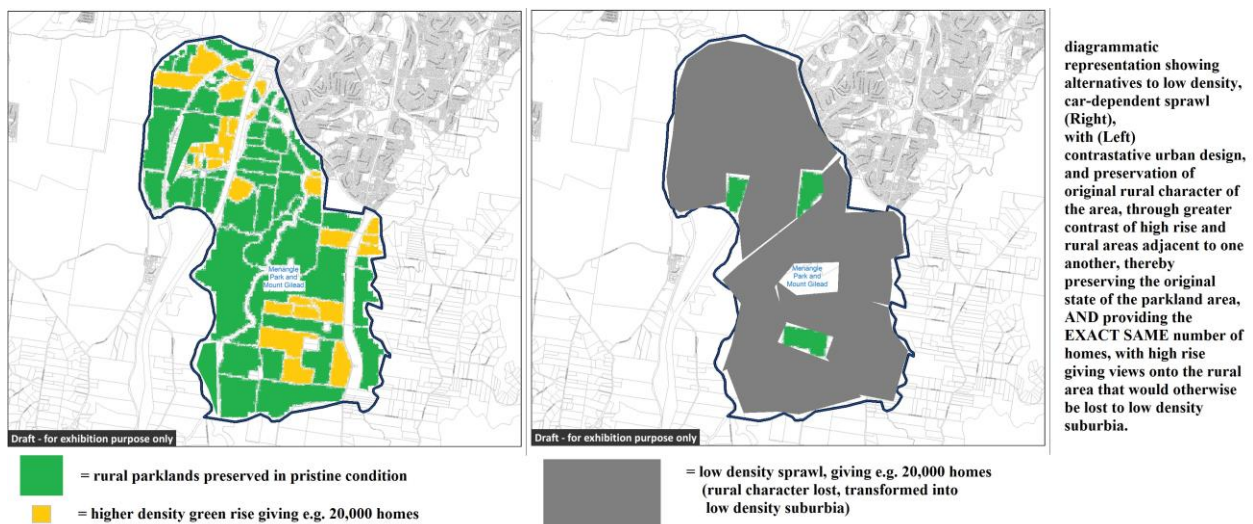 Menangle
Park and
Mount Gilead
Draft - for exhibition purpose only
= rural parklands preserved in pristine condition
= higher density green rise giving e.g. 20,000 homes
Menangle
Park and
Mount Gilead
Draft - for exhibition purpose only
= low density sprawl, giving e.g. 20,000 homes
(rural character lost, transformed into
low density suburbia)
diagrammatic
representation showing
alternatives to low density,
car-dependent sprawl
(Right),
with (Left)
contrastative urban design,
and preservation of
original rural character of
the area, through greater
contrast of high rise and
rural areas adjacent to one
another, thereby
preserving the original
state of the parkland area,
AND providing the
EXACT SAME number of
homes, with high rise
giving views onto the rural
area that would otherwise
be lost to low density
suburbia.